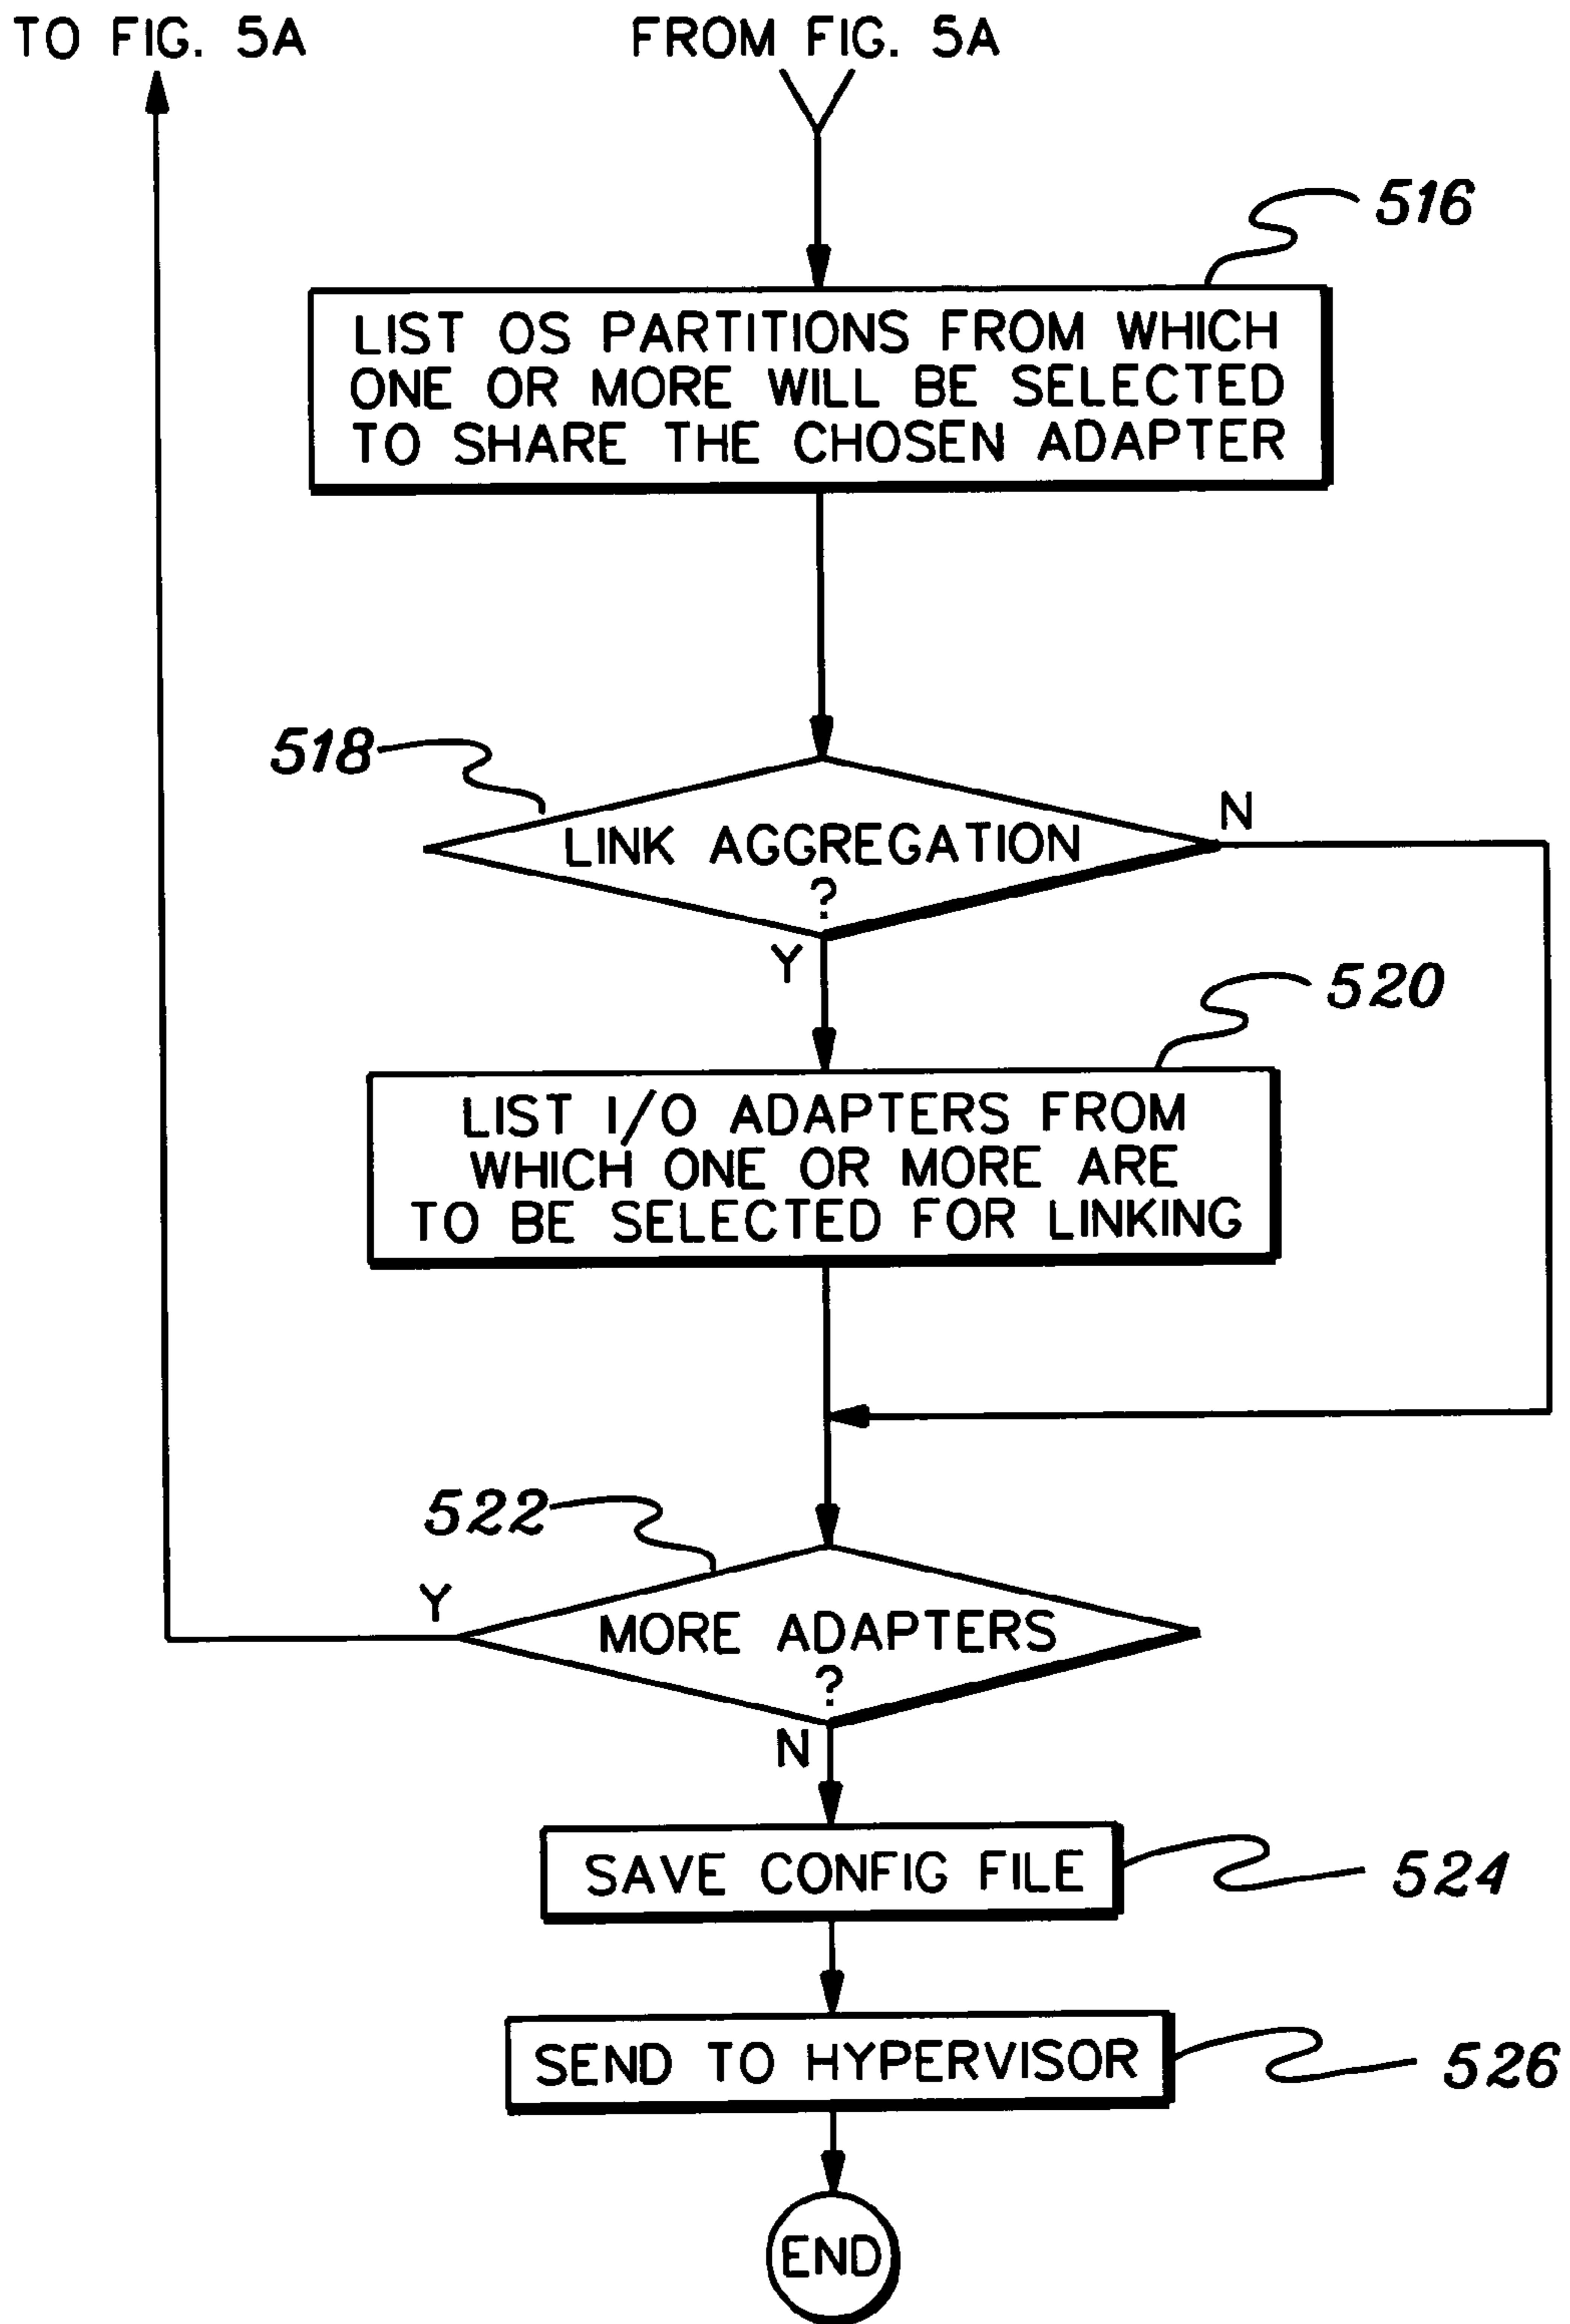 TO FIG. 5A
FROM FIG. 5A
516
LIST OS PARTITIONS FROM WHICH
ONE OR MORE WILL BE SELECTED
TO SHARE THE CHOSEN ADAPTER
518
LINK AGGREGATION
?
N
Y
520
LIST I/O ADAPTERS FROM
WHICH ONE OR MORE ARE
TO BE SELECTED FOR LINKING
522
Y
MORE ADAPTERS
?
N
SAVE CONFIG FILE
524
SEND TO HYPERVISOR
526
END